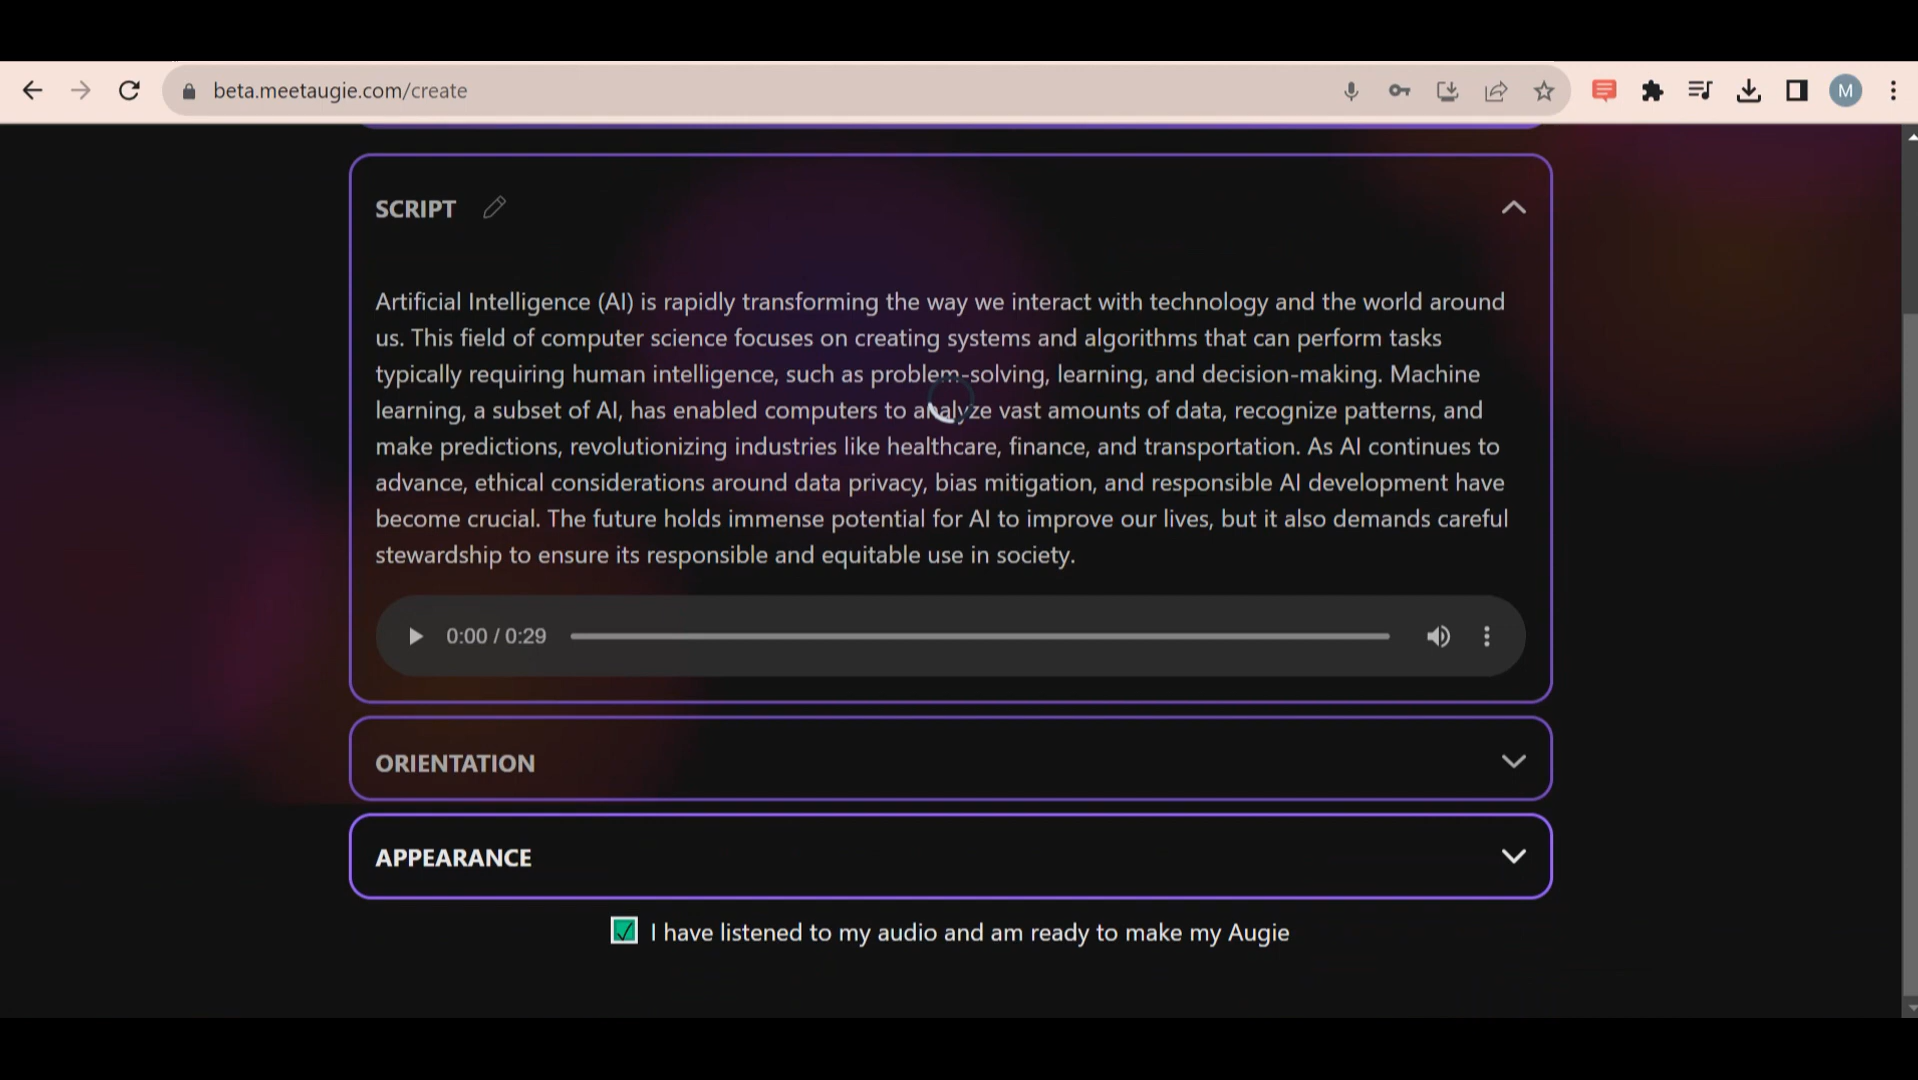 beta.meetaugie.com/create
M
SCRIPT
Artificial Intelligence (AI) is rapidly transforming the way we interact with technology and the world around
us. This field of computer science focuses on creating systems and algorithms that can perform tasks
typically requiring human intelligence, such as problem-solving, learning, and decision-making. Machine
learning, a subset of AI, has enabled computers to analyze vast amounts of data, recognize patterns, and
make predictions, revolutionizing industries like healthcare, finance, and transportation. As AI continues to
advance, ethical considerations around data privacy, bias mitigation, and responsible AI development have
become crucial. The future holds immense potential for AI to improve our lives, but it also demands careful
stewardship to ensure its responsible and equitable use in society.
0:00 / 0:29
ORIENTATION
APPEARANCE
I have listened to my audio and am ready to make my Augie